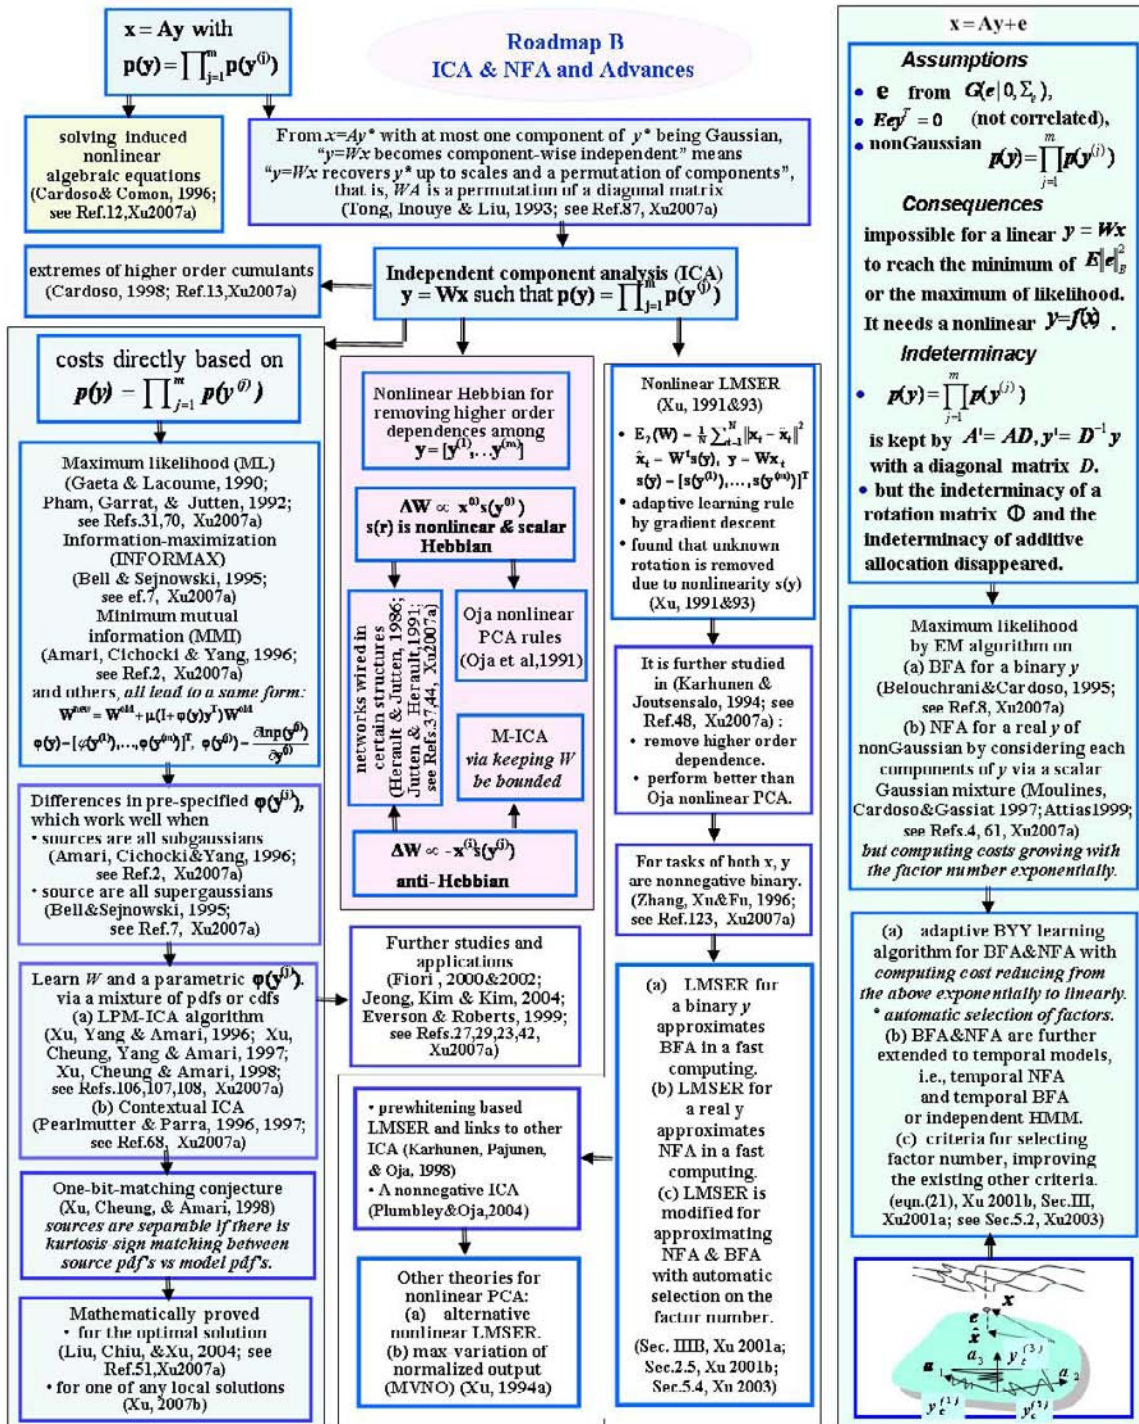 x = Ay with
p(y) = ∏_{j=1}^{m} p(y^{(j)})
Roadmap B
ICA & NFA and Advances
solving induced
nonlinear
algebraic equations
(Cardoso& Comon, 1996;
see Ref.12,Xu2007a)
From x=Ay* with at most one component of y* being Gaussian,
“y=Wx becomes component-wise independent” means
“y=Wx recovers y* up to scales and a permutation of components”,
that is, WA is a permutation of a diagonal matrix
(Tong, Inouye & Liu, 1993; see Ref.87, Xu2007a)
extremes of higher order cumulants
(Cardoso, 1998; Ref.13,Xu2007a)
Independent component analysis (ICA)
y = Wx such that p(y) = ∏_{j=1}^{m} p(y^{(j)})
costs directly based on
p(y) = ∏_{j=1}^{m} p(y^{(j)})
Maximum likelihood (ML)
(Gaeta & Lacoume, 1990;
Pham, Garrat, & Jutten, 1992;
see Refs.31,70, Xu2007a)
Information-maximization
(INFORMAX)
(Bell & Sejnowski, 1995;
see ef.7, Xu2007a)
Minimum mutual
information (MMI)
(Amari, Cichocki & Yang, 1996;
see Ref.2, Xu2007a)
and others, all lead to a same form:
W^{new} = W^{old} + μ(I + φ(y)y^T)W^{old}
φ(y) = [φ(y^{(1)}),…,φ(y^{(m)})]^T, φ(y^{(j)}) = ∂lnp(y^{(j)})/∂y^{(j)}
Differences in pre-specified φ(y^{(j)}),
which work well when
• sources are all subgaussians
(Amari, Cichocki&Yang, 1996;
see Ref.2, Xu2007a)
• source are all supergaussians
(Bell&Sejnowski, 1995;
see Ref.7, Xu2007a)
Learn W and a parametric φ(y^{(j)}).
via a mixture of pdfs or cdfs
(a) LPM-ICA algorithm
(Xu, Yang & Amari, 1996; Xu,
Cheung, Yang & Amari, 1997;
Xu, Cheung & Amari, 1998;
see Refs.106,107,108, Xu2007a)
(b) Contextual ICA
(Pearlmutter & Parra, 1996, 1997;
see Ref.68, Xu2007a)
One-bit-matching conjecture
(Xu, Cheung, & Amari, 1998)
sources are separable if there is
kurtosis sign matching between
source pdf's vs model pdf's.
Mathematically proved
• for the optimal solution
(Liu, Chiu, &Xu, 2004; see
Ref.51,Xu2007a)
• for one of any local solutions
(Xu, 2007b)
Nonlinear Hebbian for
removing higher order
dependences among
y = [y^{(1)},…y^{(m)}]
ΔW ∝ x^{(i)}s(y^{(j)})
s(r) is nonlinear & scalar
Hebbian
networks wired in
certain structures
(Herault & Jutten, 1986;
Jutten & Herault,1991;
see Refs.37,44, Xu2007a)
Oja nonlinear
PCA rules
(Oja et al,1991)
M-ICA
via keeping W
be bounded
ΔW ∝ -x^{(i)}s(y^{(j)})
anti- Hebbian
Further studies and
applications
(Fiori , 2000&2002;
Jeong, Kim & Kim, 2004;
Everson & Roberts, 1999;
see Refs.27,29,23,42,
Xu2007a)
• prewhitening based
LMSER and links to other
ICA (Karhunen, Pajunen,
& Oja, 1998)
• A nonnegative ICA
(Plumbley&Oja,2004)
Other theories for
nonlinear PCA:
(a) alternative
nonlinear LMSER.
(b) max-variation of
normalized output
(MVNO) (Xu, 1994a)
Nonlinear LMSER
(Xu, 1991&93)
• E_?(W) = 1/N ∑_{t=1}^{N} ‖x_t − x̂_t‖²
x̂_t = W^t s(y), y = Wx_t
s(y) = [s(y^{(1)}),…,s(y^{(m)})]^T
• adaptive learning rule
by gradient descent
• found that unknown
rotation is removed
due to nonlinearity s(y)
(Xu, 1991&93)
It is further studied
in (Karhunen &
Joutsensalo, 1994; see
Ref.48, Xu2007a) :
• remove higher order
dependence.
• perform better than
Oja nonlinear PCA.
For tasks of both x, y
are nonnegative binary.
(Zhang, Xu&Fu, 1996;
see Ref.123, Xu2007a)
(a) LMSER for
a binary y
approximates
BFA in a fast
computing.
(b) LMSER for
a real y
approximates
NFA in a fast
computing.
(c) LMSER is
modified for
approximating
NFA & BFA
with automatic
selection on the
factor number.
(Sec. IIIB, Xu 2001a;
Sec.2.5, Xu 2001b;
Sec.5.4, Xu 2003)
x = Ay+e
Assumptions
• e from G(e | 0, Σ_e),
• Eey^T = 0 (not corrclated),
• nonGaussian p(y) = ∏_{j=1}^{m} p(y^{(j)})
Consequences
impossible for a linear y = Wx
to reach the minimum of E‖e‖²_B
or the maximum of likelihood.
It needs a nonlinear y=f(x) .
Indeterminacy
• p(y) = ∏_{j=1}^{m} p(y^{(j)})
is kept by A'= AD, y'= D^{-1} y
with a diagonal matrix D.
• but the indeterminacy of a
rotation matrix Φ and the
indeterminacy of additive
allocation disappeared.
Maximum likelihood
by EM algorithm on
(a) BFA for a binary y
(Belouchrani&Cardoso, 1995;
see Ref.8, Xu2007a)
(b) NFA for a real y of
nonGaussian by considering each
components of y via a scalar
Gaussian mixture (Moulines,
Cardoso&Gassiat 1997;Attias1999;
see Refs.4, 61, Xu2007a)
but computing costs growing with
the factor number exponentially.
(a) adaptive BYY learning
algorithm for BFA&NFA with
computing cost reducing from
the above exponentially to linearly.
* automatic selection of factors.
(b) BFA&NFA are further
extended to temporal models,
i.e., temporal NFA
and temporal BFA
or independent HMM.
(c) criteria for selecting
factor number, improving
the existing other criteria.
(eqn.(21), Xu 2001b, Sec.III,
Xu2001a; see Sec.5.2, Xu2003)
x
e
x̂
a_3 y_t^{(3)}
a_1 a_2